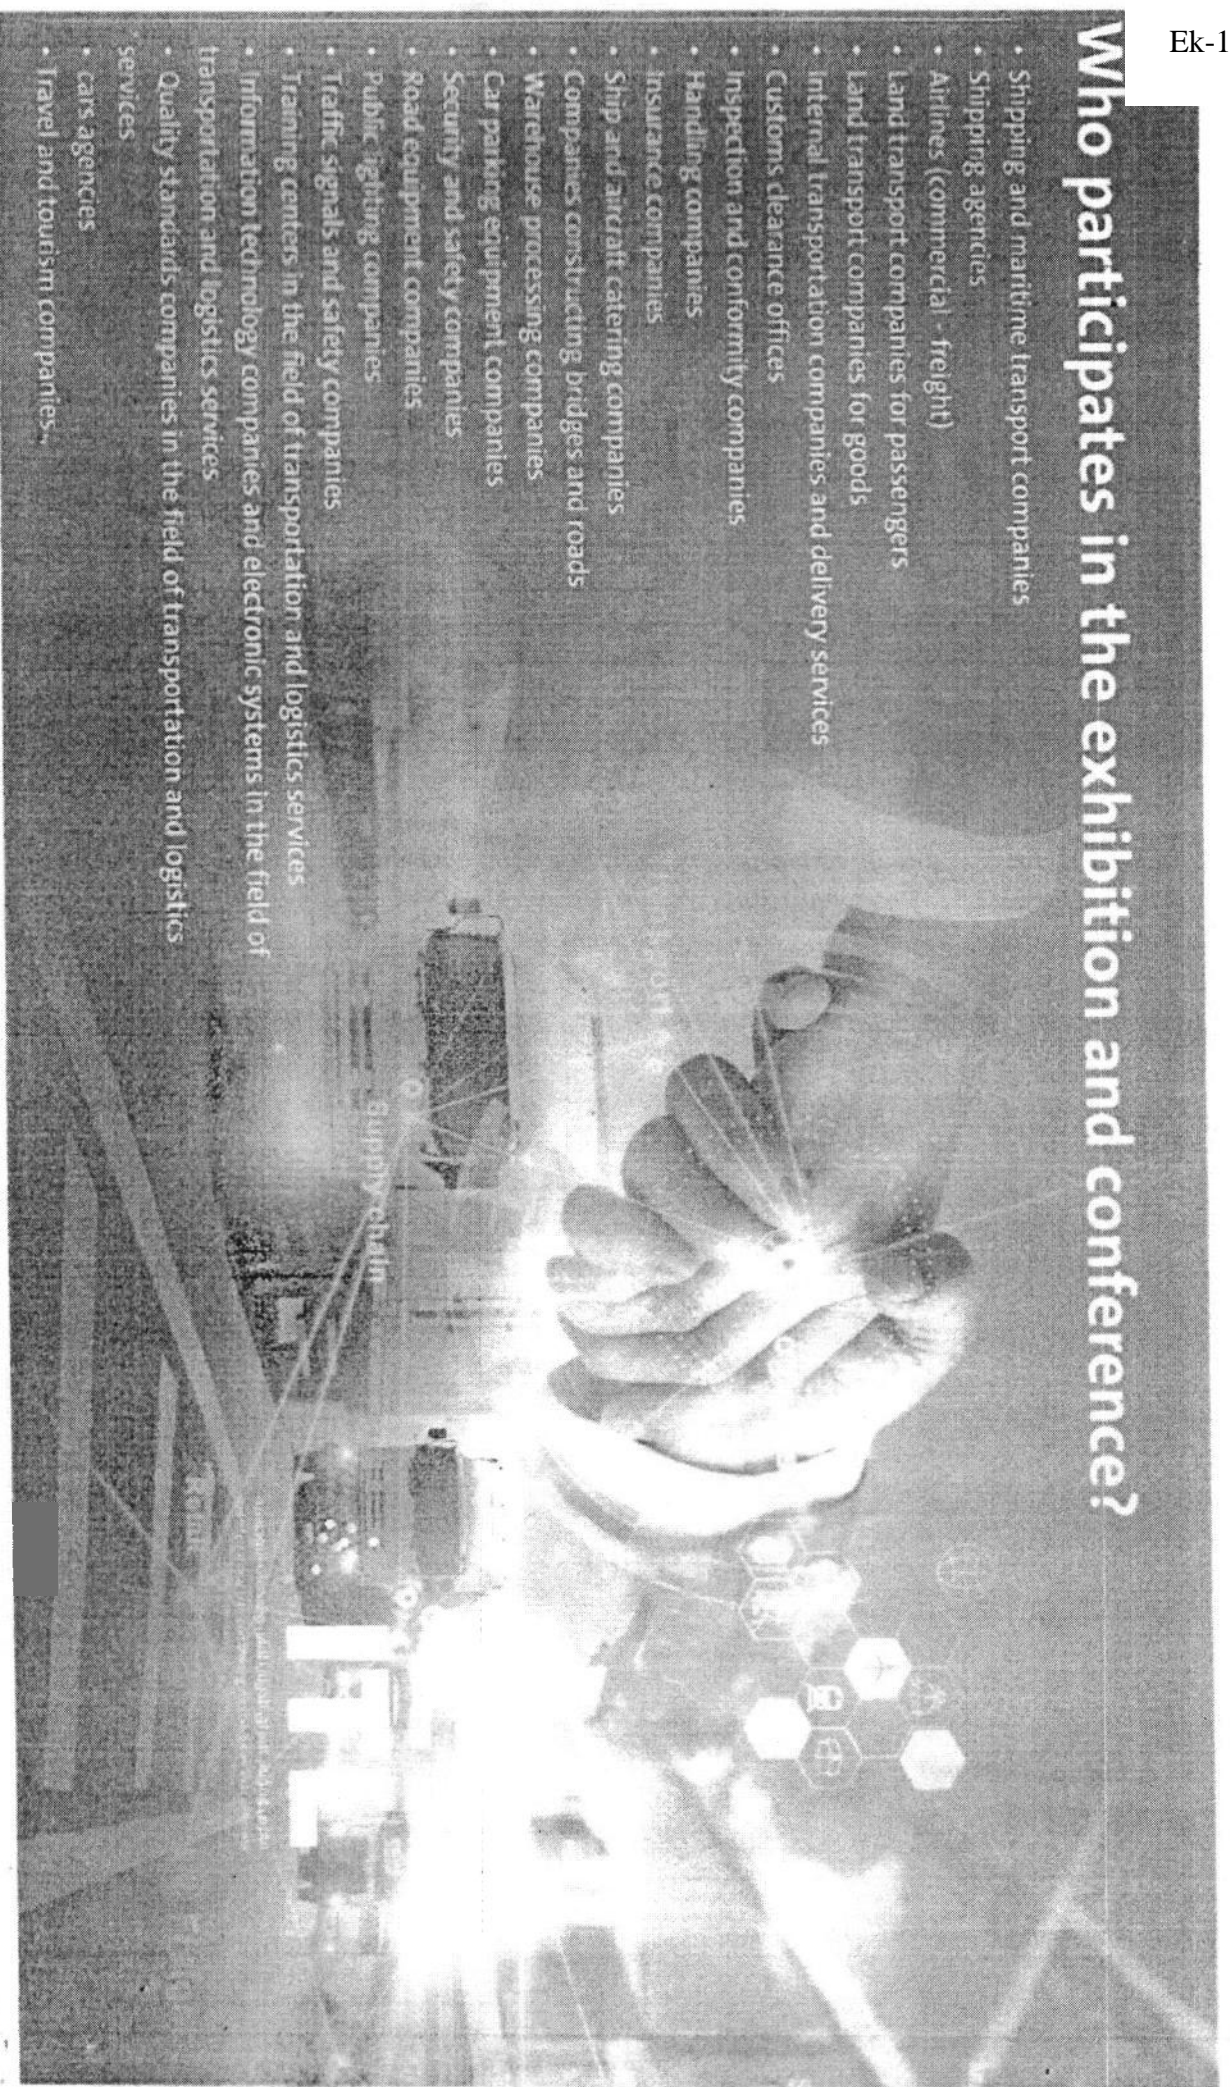 Ek-1
Who participates in the exhibition and conference?
• Shipping and maritime transport companies
• Shipping agencies
• Airlines (commercial - freight)
• Land transport companies for passengers
• Land transport companies for goods
• Internal transportation companies and delivery services
• Customs clearance offices
• Inspection and conformity companies
• Handling companies
• Insurance companies
• Ship and aircraft catering companies
• Companies constructing bridges and roads
• Warehouse processing companies
• Car parking equipment companies
• Security and safety companies
• Road equipment companies
• Public lighting companies
• Traffic signals and safety companies
• Training centers in the field of transportation and logistics services
• Information technology companies and electronic systems in the field of
transportation and logistics services
• Quality standards companies in the field of transportation and logistics
services
• Cars agencies
• Travel and tourism companies..
Supply chain